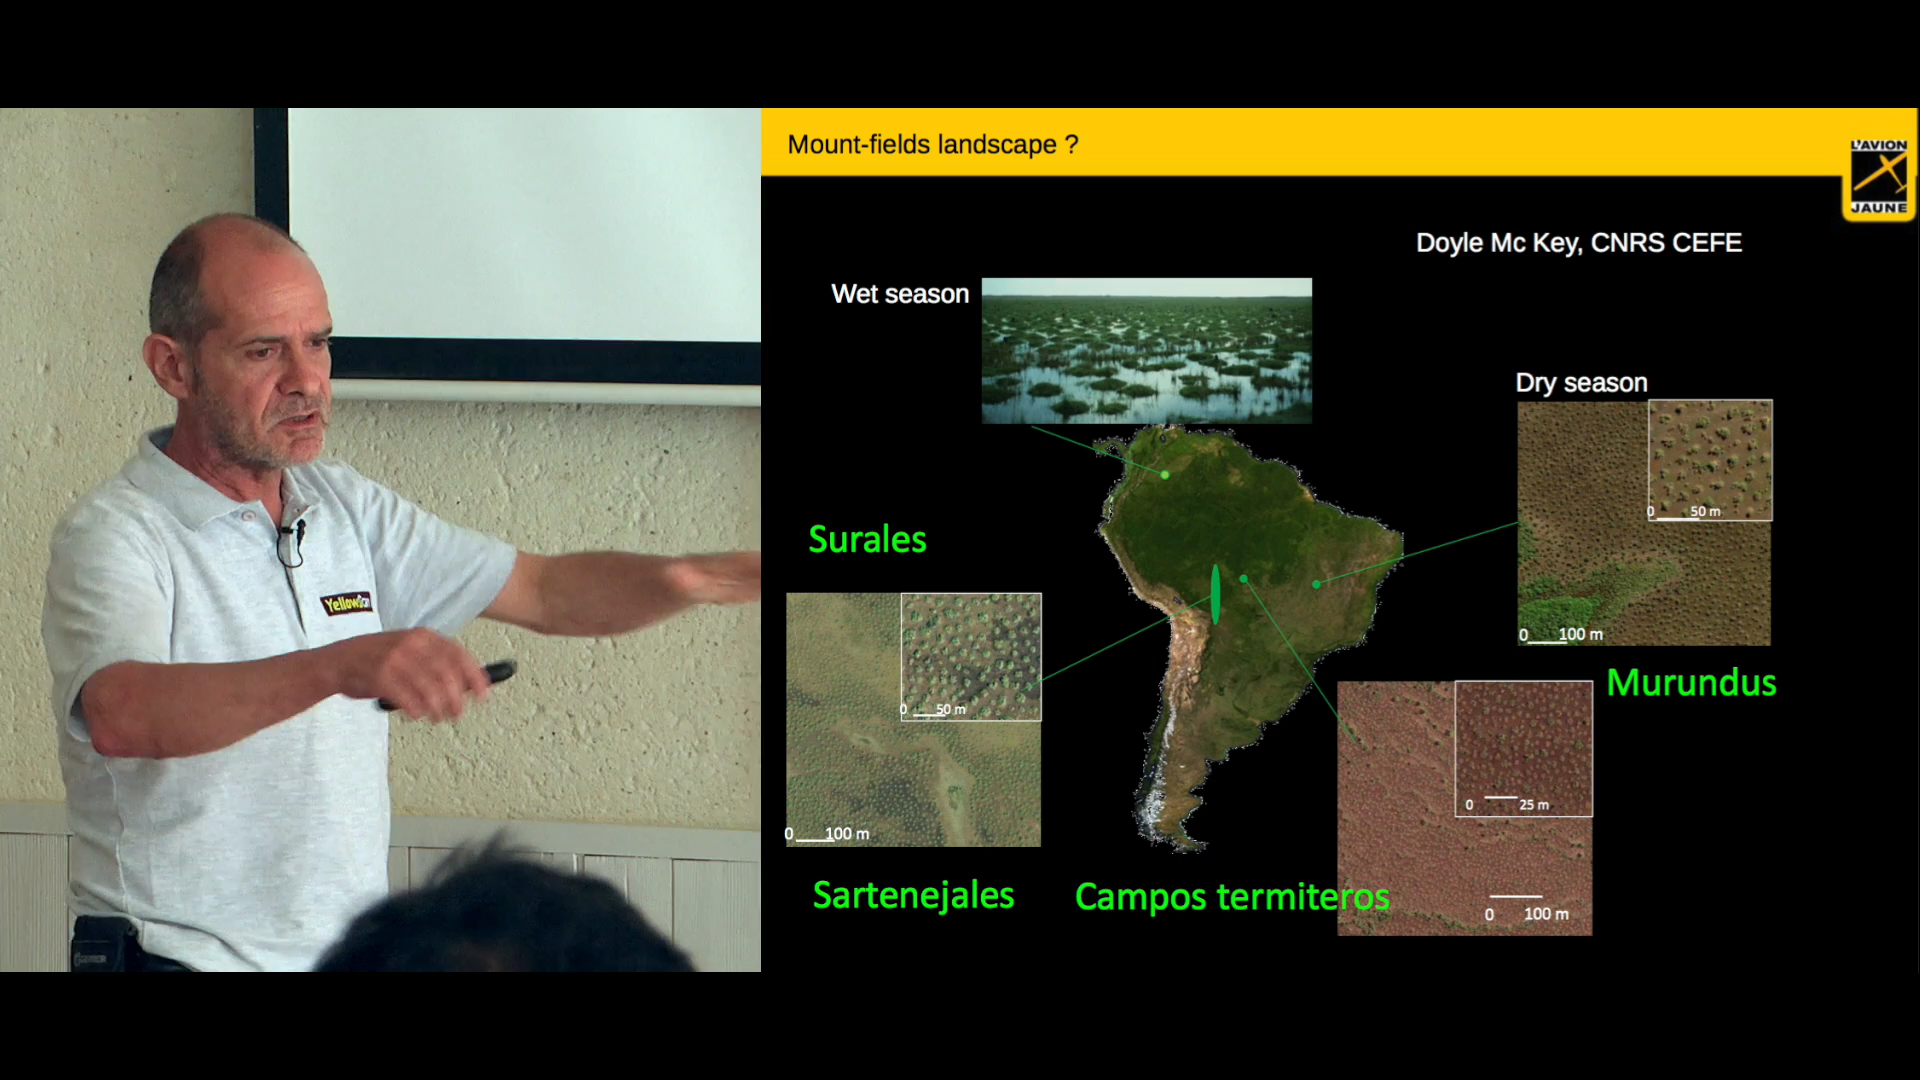 Mount-fields landscape ?
L'AVION
JAUNE
Doyle Mc Key, CNRS CEFE
Wet season
Dry season
0 50 m
0 100 m
Surales
YellowScan
0 50 m
0 100 m
Murundus
0 25 m
0 100 m
Sartenejales
Campos termiteros